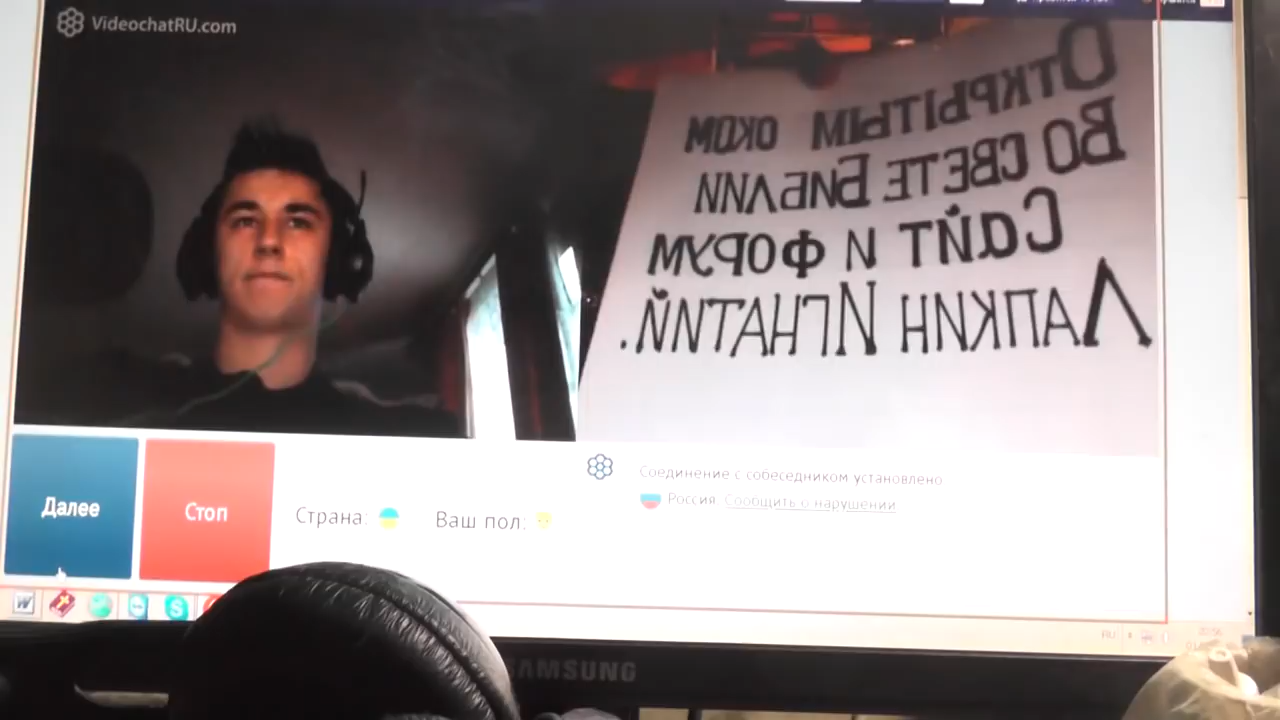 VideochatRU.com
Открытым оком
Во свете Библии
Сайт и форум
Лапкин Игнатий.
Соединение с собеседником установлено
Россия. Сообщить о нарушении
Далее
Стоп
Страна:
Ваш пол:
RU
SAMSUNG